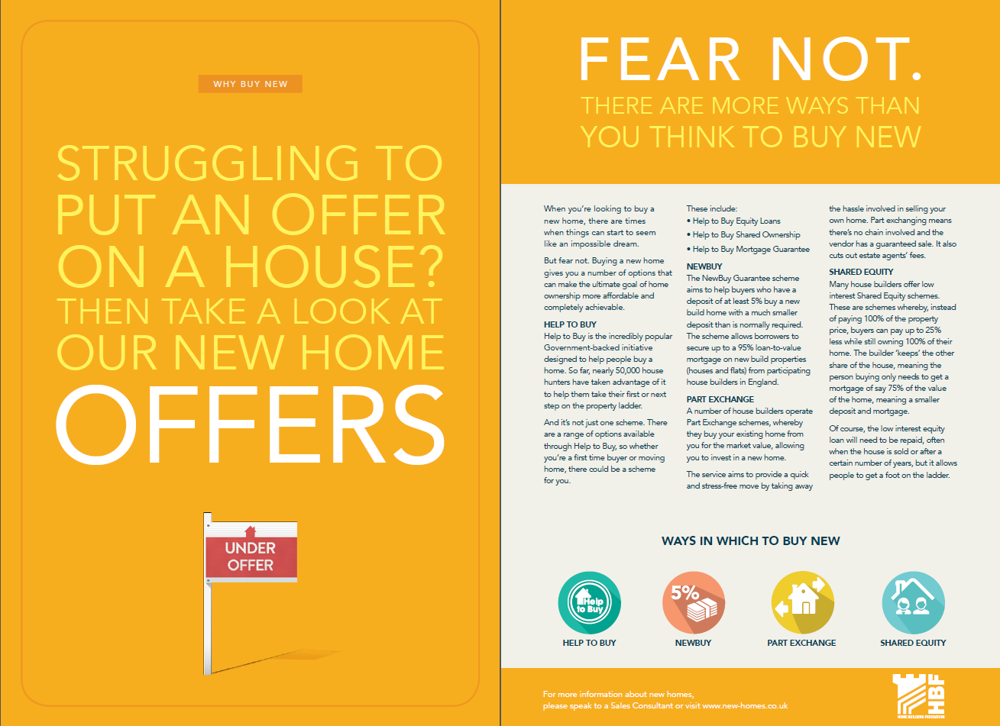 WHY BUY NEW
STRUGGLING TO
PUT AN OFFER
ON A HOUSE?
THEN TAKE A LOOK AT
OUR NEW HOME
OFFERS
UNDER
OFFER
FEAR NOT.
THERE ARE MORE WAYS THAN
YOU THINK TO BUY NEW
When you’re looking to buy a
new home, there are times
when things can start to seem
like an impossible dream.
But fear not. Buying a new home
gives you a number of options that
can make the ultimate goal of home
ownership more affordable and
completely achievable.
HELP TO BUY
Help to Buy is the incredibly popular
Government-backed initiative
designed to help people buy a
home. So far, nearly 50,000 house
hunters have taken advantage of it
to help them take their first or next
step on the property ladder.
And it’s not just one scheme. There
are a range of options available
through Help to Buy, so whether
you’re a first time buyer or moving
home, there could be a scheme
for you.
These include:
• Help to Buy Equity Loans
• Help to Buy Shared Ownership
• Help to Buy Mortgage Guarantee
NEWBUY
The NewBuy Guarantee scheme
aims to help buyers who have a
deposit of at least 5% buy a new
build home with a much smaller
deposit than is normally required.
The scheme allows borrowers to
secure up to a 95% loan-to-value
mortgage on new build properties
(houses and flats) from participating
house builders in England.
PART EXCHANGE
A number of house builders operate
Part Exchange schemes, whereby
they buy your existing home from
you for the market value, allowing
you to invest in a new home.
The service aims to provide a quick
and stress-free move by taking away
the hassle involved in selling your
own home. Part exchanging means
there’s no chain involved and the
vendor has a guaranteed sale. It also
cuts out estate agents’ fees.
SHARED EQUITY
Many house builders offer low
interest Shared Equity schemes.
These are schemes whereby, instead
of paying 100% of the property
price, buyers can pay up to 25%
less while still owning 100% of their
home. The builder ‘keeps’ the other
share of the house, meaning the
person buying only needs to get a
mortgage of say 75% of the value
of the home, meaning a smaller
deposit and mortgage.
Of course, the low interest equity
loan will need to be repaid, often
when the house is sold or after a
certain number of years, but it allows
people to get a foot on the ladder.
WAYS IN WHICH TO BUY NEW
Help
to Buy
5%
HELP TO BUY
NEWBUY
PART EXCHANGE
SHARED EQUITY
For more information about new homes,
please speak to a Sales Consultant or visit www.new-homes.co.uk
HBF
HOME BUILDERS FEDERATION